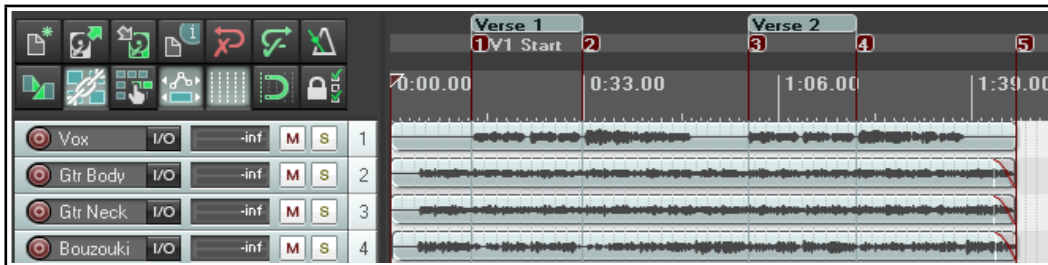 Verse 1 Verse 2
1 V1 Start 2 3 4 5
0:00.00 0:33.00 1:06.00 1:39.00
Vox I/O -inf M S 1
Gtr Body I/O -inf M S 2
Gtr Neck I/O -inf M S 3
Bouzouki I/O -inf M S 4